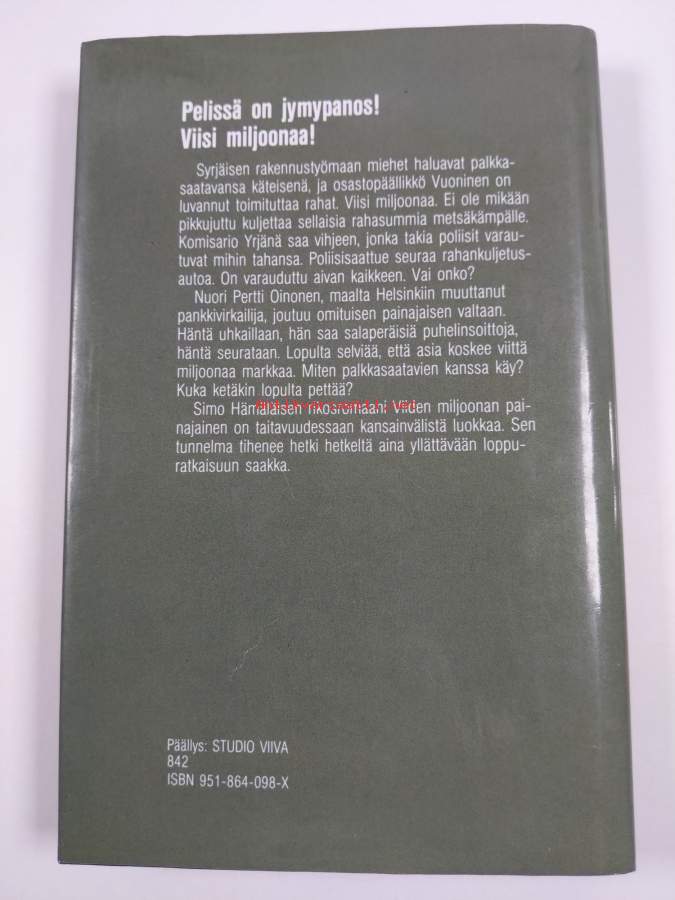 Pelissä on jymypanos!
Viisi miljoonaa!
Syrjäisen rakennustyömaan miehet haluavat palkka-
saatavansa käteisenä, ja osastopäällikkö Vuoninen on
luvannut toimituttaa rahat. Viisi miljoonaa. Ei ole mikään
pikkujuttu kuljettaa sellaisia rahasummia metsäkämpälle.
Komisario Yrjänä saa vihjeen, jonka takia poliisit varau-
tuvat mihin tahansa. Poliisisaattue seuraa rahankuljetus-
autoa. On varauduttu aivan kaikkeen. Vai onko?
Nuori Pertti Oinonen, maalta Helsinkiin muuttanut
pankkivirkailija, joutuu omituisen painajaisen valtaan.
Häntä uhkaillaan, hän saa salaperäisiä puhelinsoittoja,
häntä seurataan. Lopulta selviää, että asia koskee viittä
miljoonaa markkaa. Miten palkkasaatavien kanssa käy?
Kuka ketäkin lopulta pettää?
Simo Hämäläisen rikosromaani Viiden miljoonan pai-
najainen on taitavuudessaan kansainvälistä luokkaa. Sen
tunnelma tihenee hetki hetkeltä aina yllättävään loppu-
ratkaisuun saakka.
Päällys: STUDIO VIIVA
842
ISBN 951-864-098-X